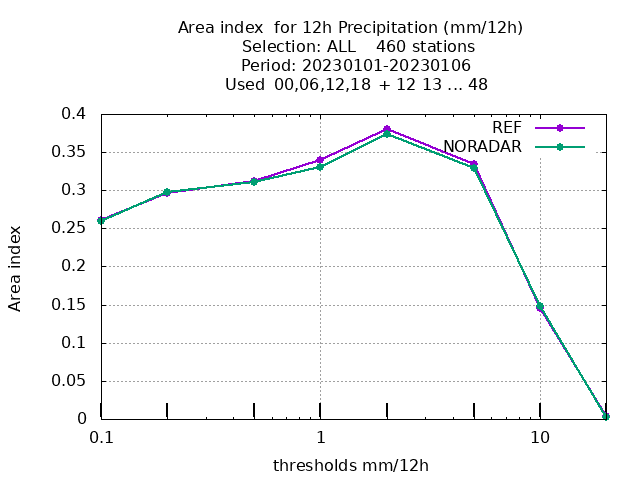 Area index  for 12h Precipitation (mm/12h)
Selection: ALL    460 stations
Period: 20230101-20230106
Used  00,06,12,18  + 12 13 ... 48
REF
NORADAR
0.4
0.35
0.3
0.25
0.2
0.15
0.1
0.05
0
Area index
0.1 1 10
thresholds mm/12h